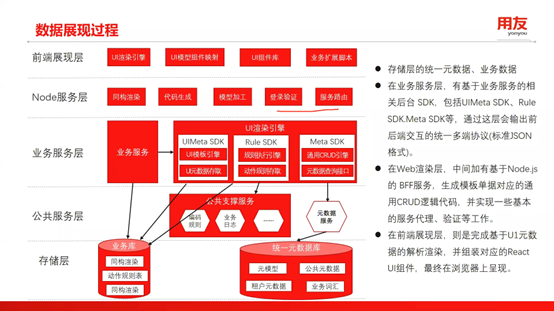 数据展现过程
用友
yonyou
前端展现层
UI渲染引擎
UI模型组件映射
UI组件库
业务扩展脚本
Node服务层
同构渲染
代码生成
模型加工
登录验证
服务路由
业务服务层
业务服务
UI渲染引擎
UIMeta SDK
UI模板引擎
UI元数据存取
Rule SDK
规则执行引擎
动作规则存取
Meta SDK
通用CRUD引擎
元数据查询接口
公共服务层
公共支撑服务
编码
规则
业务
日志
......
元数据
服务
存储层
业务库
同构渲染
动作规则表
同构渲染
统一元数据库
元模型
公共元数据
租户元数据
业务词汇
● 存储层的统一元数据、业务数据
● 在业务服务层，有基于业务服务的相
关后台 SDK，包括UIMeta SDK、Rule
SDK.Meta SDK等，通过这层会输出前
后端交互的统一多端协议(标准JSON
格式)。
● 在Web渲染层，中间加有基于Node.js
的 BFF服务，生成模板单据对应的通
用CRUD逻辑代码，并实现一些基本
的服务代理、验证等工作。
● 在前端展现层，则是完成基于U1元数
据的解析渲染，并组装对应的React
UI组件，最终在浏览器上呈现。